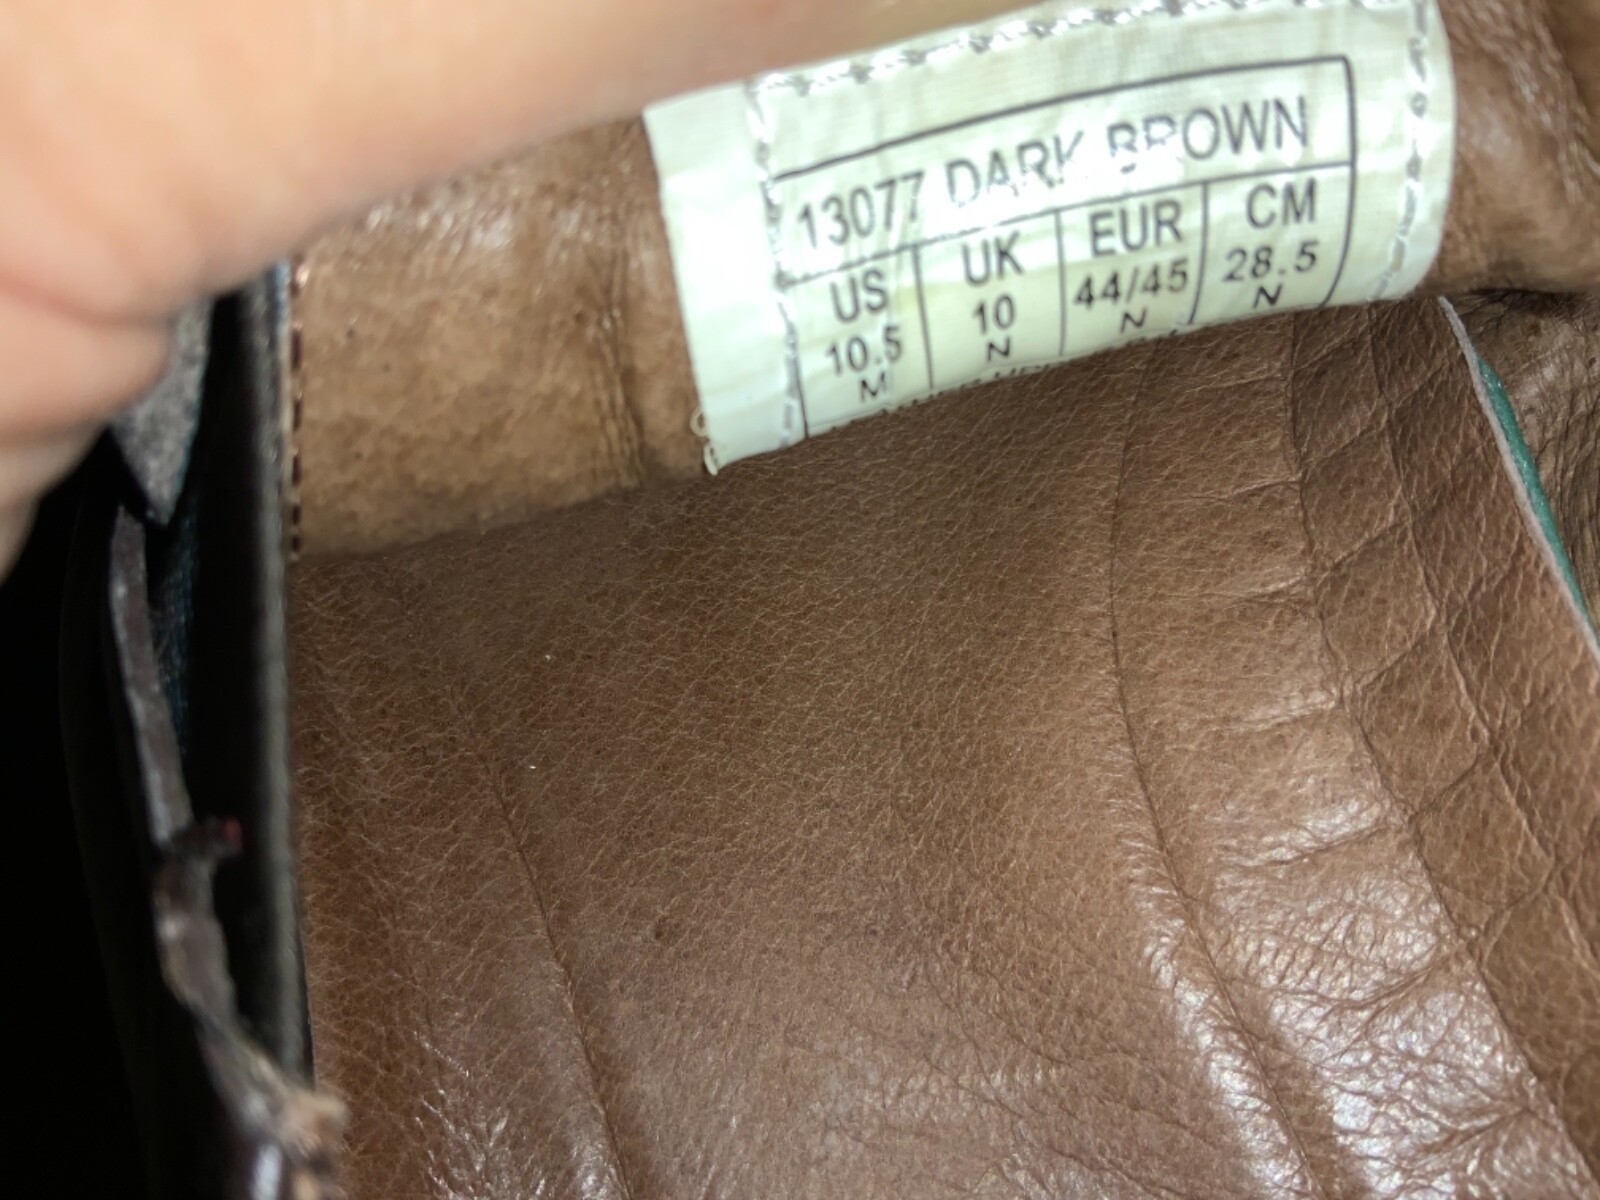 13077 DARK BROWN
US UK EUR CM
10.5 10 44/45 28.5
M N N N